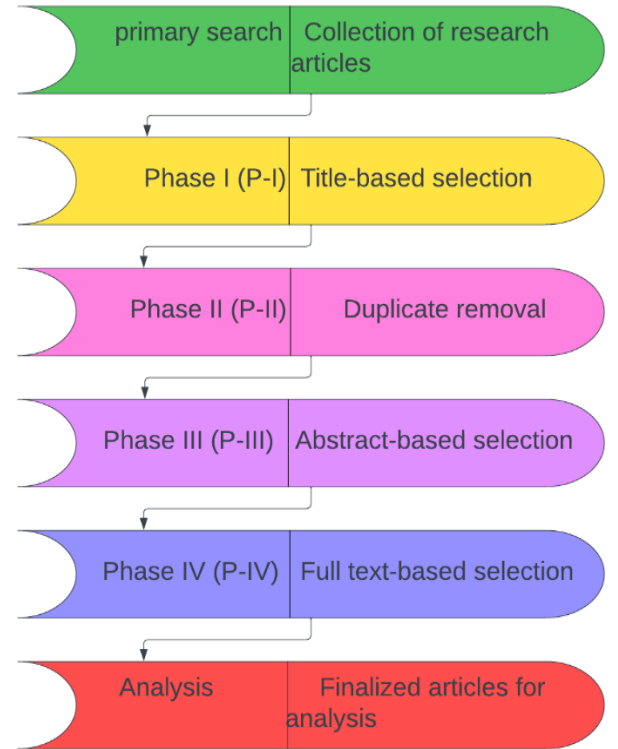 primary search Collection of research
articles
Phase I (P-I) Title-based selection
Phase II (P-II) Duplicate removal
Phase III (P-III) Abstract-based selection
Phase IV (P-IV) Full text-based selection
Analysis Finalized articles for
analysis